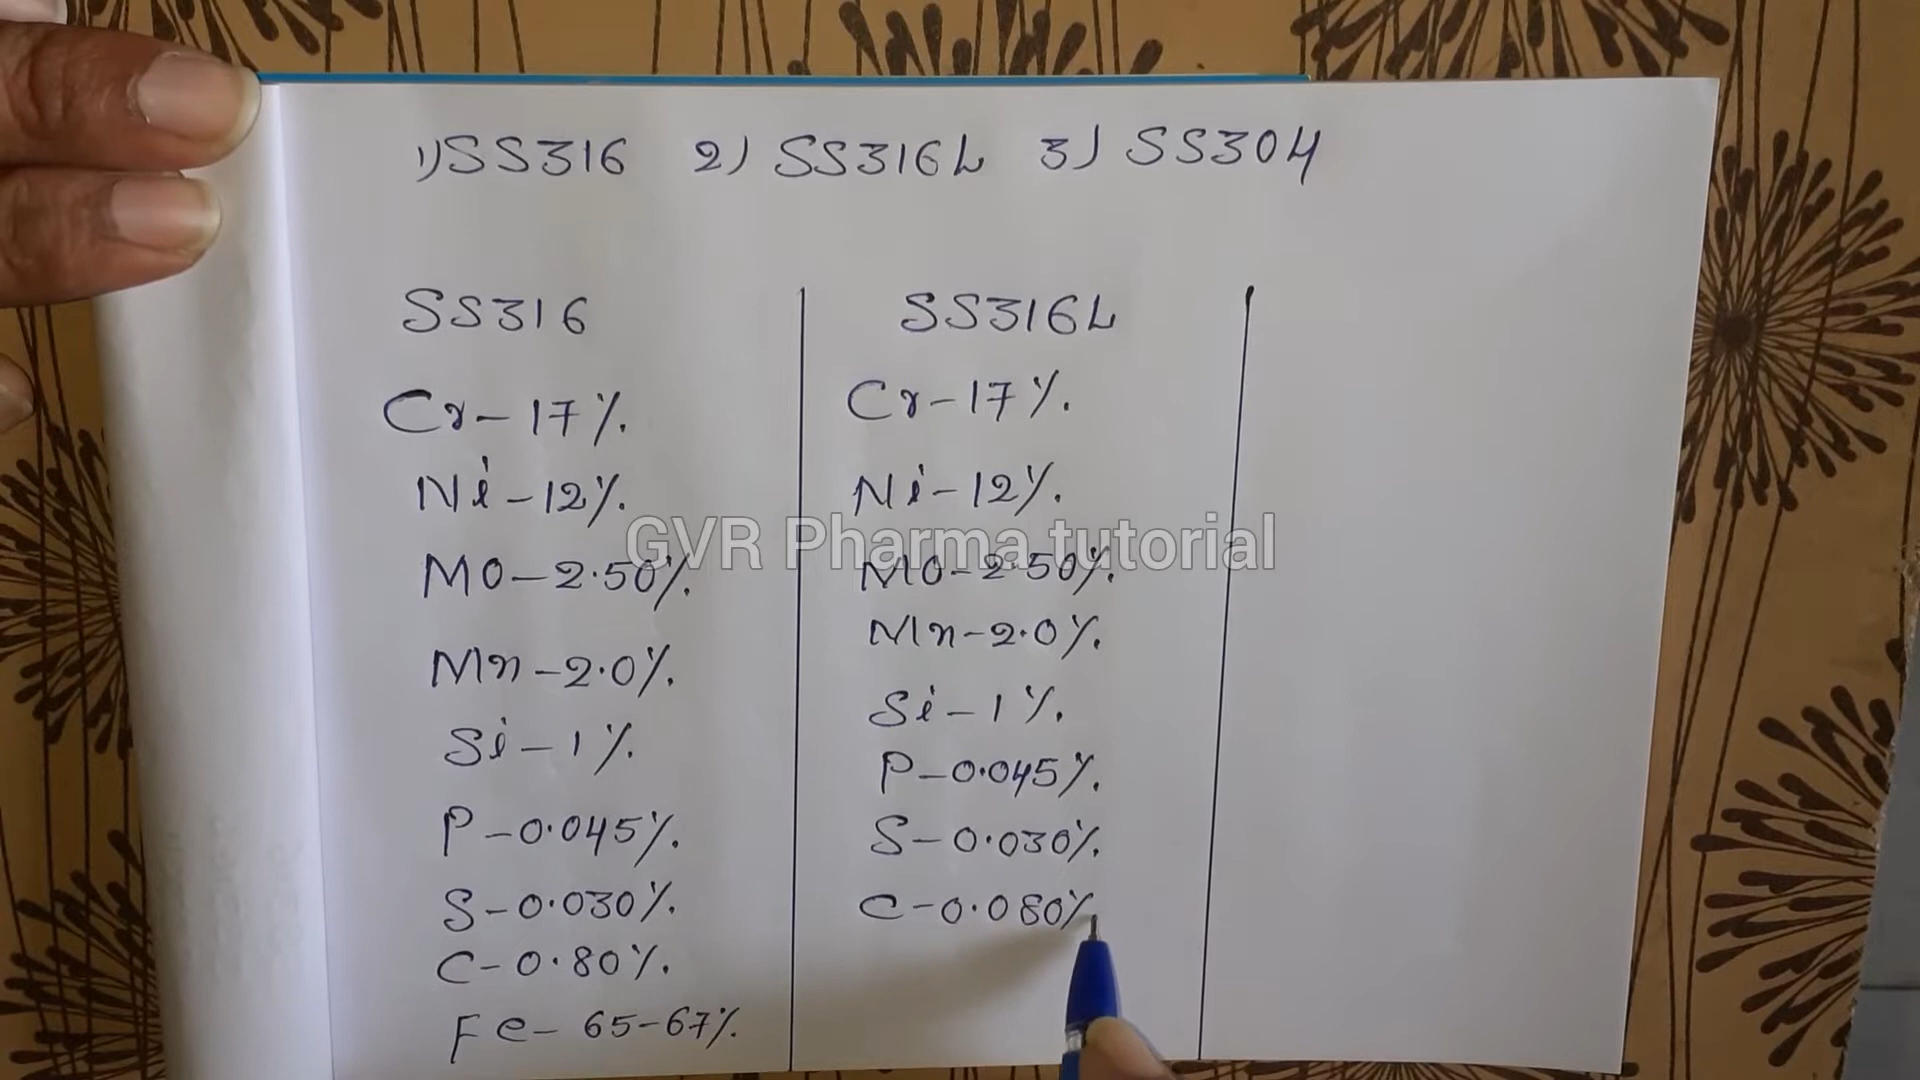 1) SS316 2) SS316L 3) SS304
SS316
Cr-17%.
Ni-12%.
MO-2.50%.
Mn-2.0%.
Si-1%.
P-0.045%.
S-0.030%.
C-0.80%.
Fe-65-67%.
SS316L
Cr-17%.
Ni-12%.
MO-2.50%.
Mn-2.0%.
Si-1%.
P-0.045%.
S-0.030%.
C-0.080%
GVR Pharma tutorial